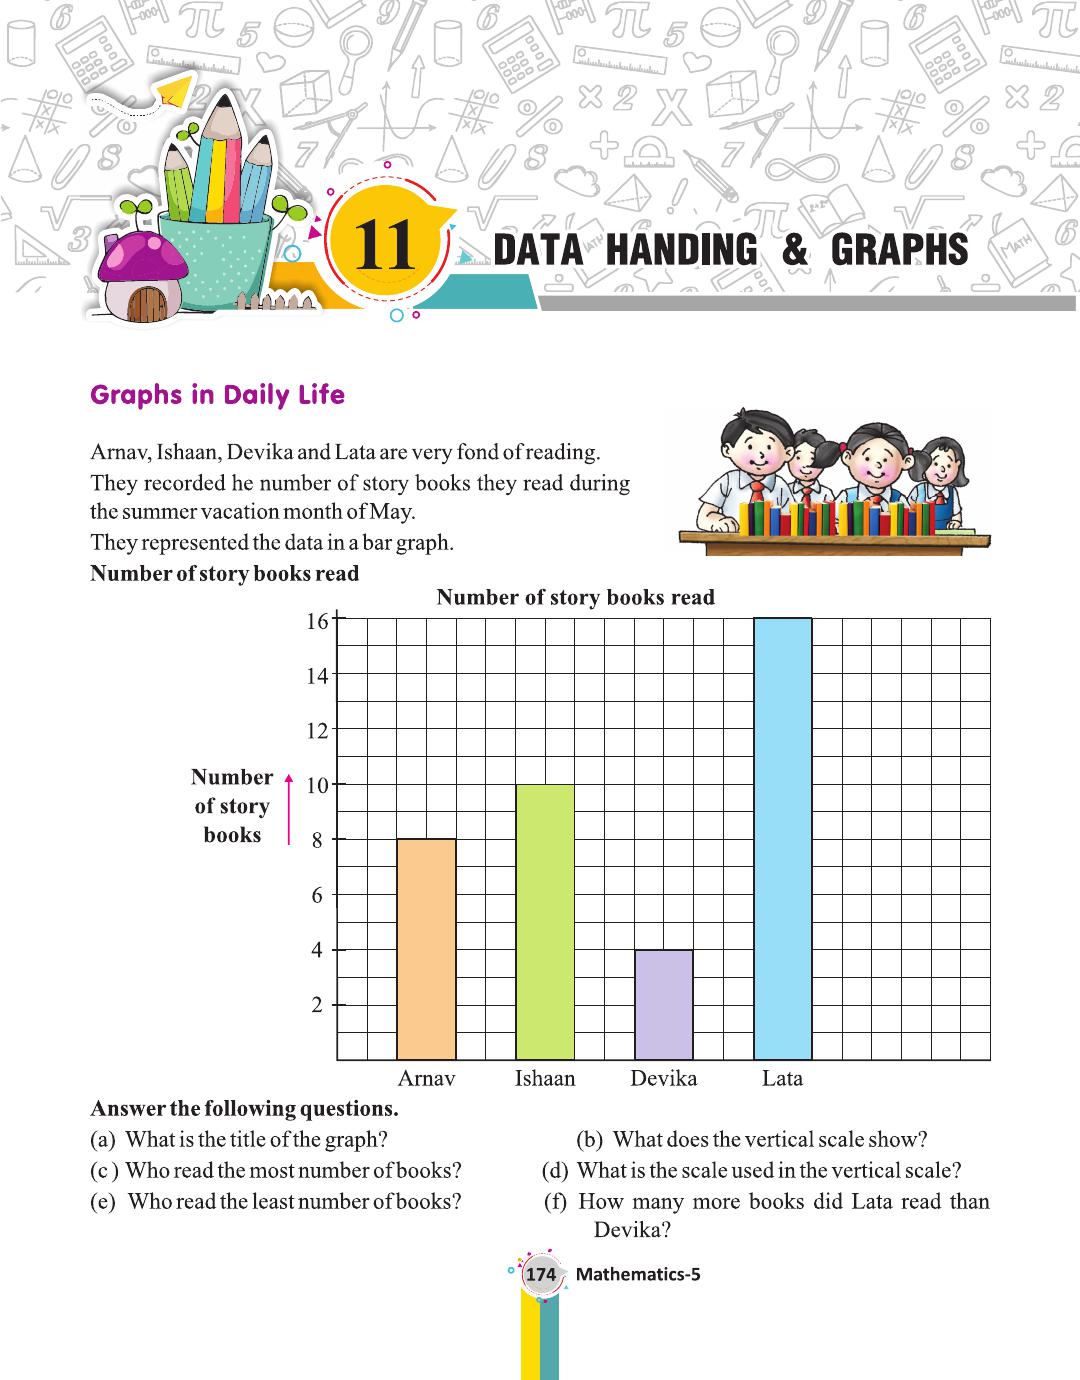 11
DATA HANDING & GRAPHS
Graphs in Daily Life
Arnav, Ishaan, Devika and Lata are very fond of reading.
They recorded he number of story books they read during
the summer vacation month of May.
They represented the data in a bar graph.
Number of story books read
Number of story books read
16
14
12
10
8
6
4
2
Number
of story
books
Arnav Ishaan Devika Lata
Answer the following questions.
(a) What is the title of the graph?
(b) What does the vertical scale show?
(c ) Who read the most number of books?
(d) What is the scale used in the vertical scale?
(e) Who read the least number of books?
(f) How many more books did Lata read than
Devika?
174 Mathematics-5